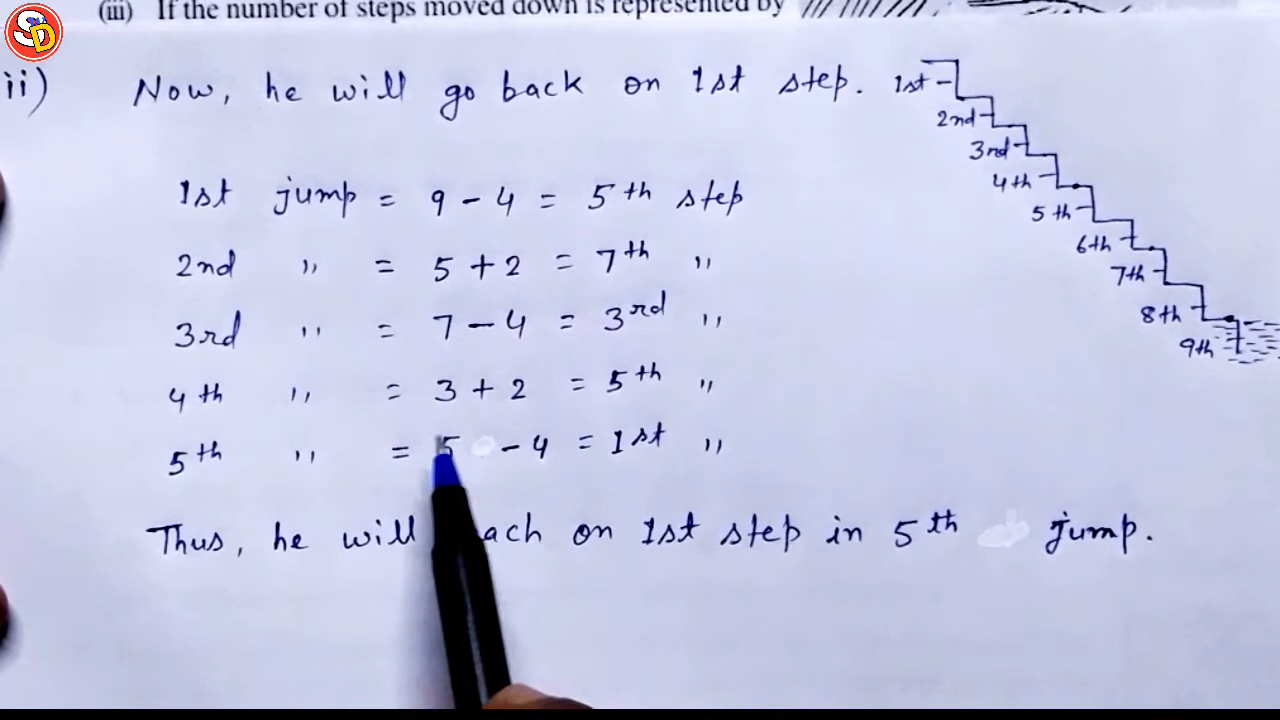 (iii) If the number of steps moved down is represented by
SD
ii) Now, he will go back on 1st step.
1st jump = 9 - 4 = 5th step
2nd " = 5 + 2 = 7th "
3rd " = 7 - 4 = 3rd "
4th " = 3 + 2 = 5th "
5th " = 5 - 4 = 1st "
Thus, he will on 1st step in 5th jump.
1st
2nd
3rd
4th
5th
6th
7th
8th
9th